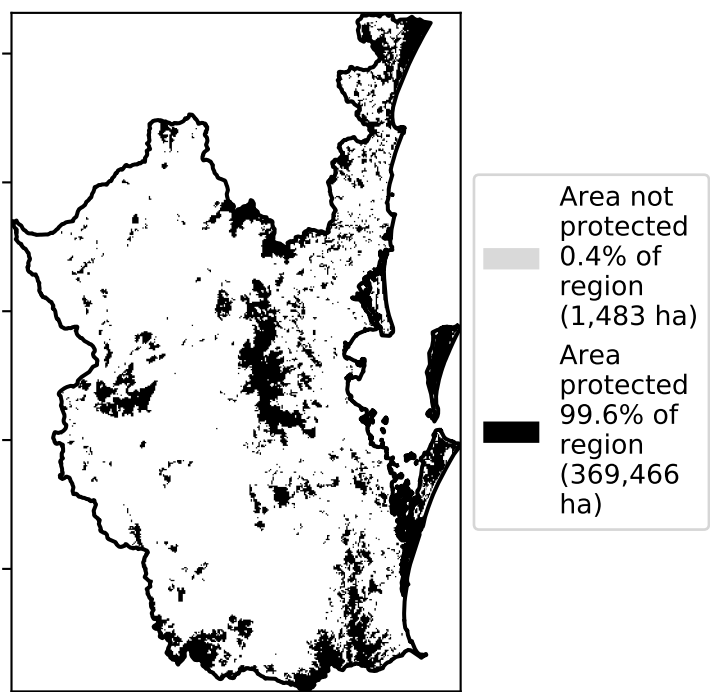 Area not
protected
0.4% of
region
(1,483 ha)
Area
protected
99.6% of
region
(369,466
ha)